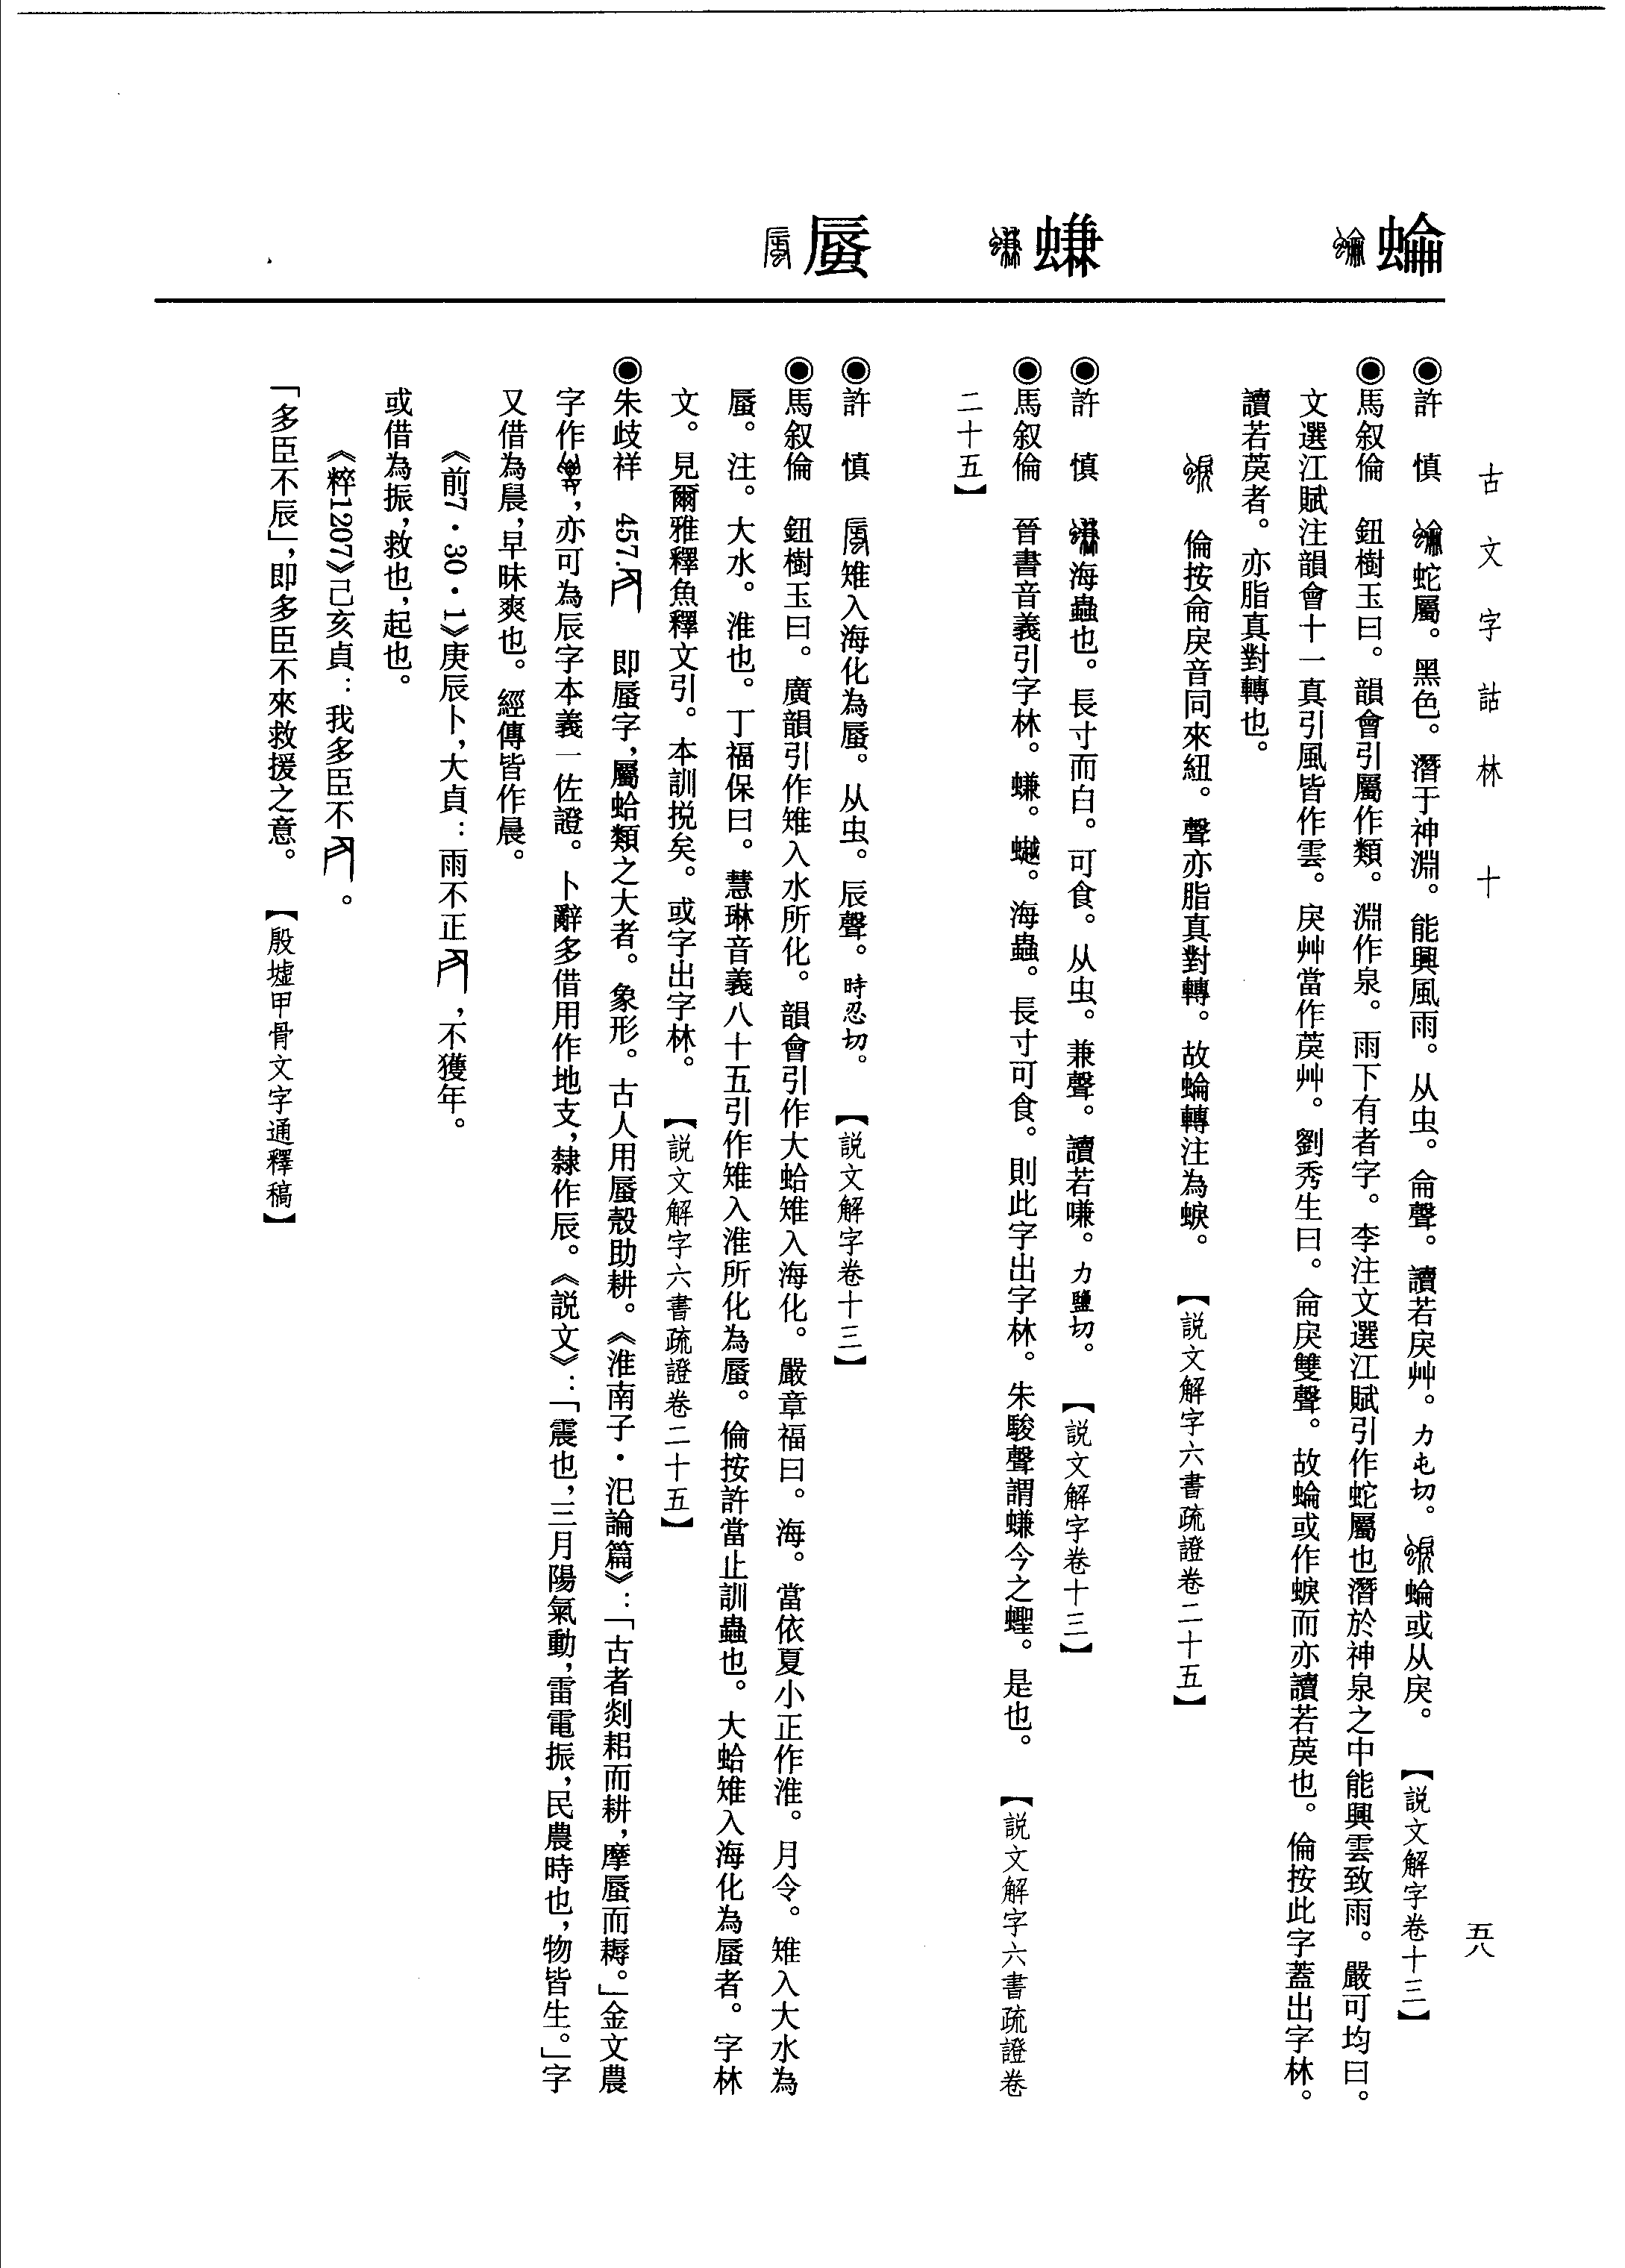 古文字詁林 十
五八
蜦
◉許 慎 蛇屬。黑色。潛于神淵。能興風雨。从虫。侖聲。讀若戾艸。力屯切。蜦或从戾。【説文解字卷十三】
◉馬叙倫 鈕樹玉曰。韻會引屬作類。淵作泉。雨下有者字。李注文選江賦引作蛇屬也潛於神泉之中能興雲致雨。嚴可均曰。
文選江賦注韻會十一真引風皆作雲。戾艸當作茰艸。劉秀生曰。侖戾雙聲。故蜦或作蜧而亦讀若茰也。倫按此字蓋出字林。
讀若茰者。亦脂真對轉也。
倫按侖戾音同來紐。聲亦脂真對轉。故蜦轉注為蜧。【説文解字六書疏證卷二十五】
蠊
◉許 慎 海蟲也。長寸而白。可食。从虫。兼聲。讀若嗛。力鹽切。【説文解字卷十三】
◉馬叙倫 晉書音義引字林。蠊。蠘。海蟲。長寸可食。則此字出字林。朱駿聲謂蠊今之蟶。是也。【説文解字六書疏證卷
二十五】
蜃
◉許 慎 雉入海化為蜃。从虫。辰聲。時忍切。【説文解字卷十三】
◉馬叙倫 鈕樹玉曰。廣韻引作雉入水所化。韻會引作大蛤雉入海化。嚴章福曰。海。當依夏小正作淮。月令。雉入大水為
蜃。注。大水。淮也。丁福保曰。慧琳音義八十五引作雉入淮所化為蜃。倫按許當止訓蟲也。大蛤雉入海化為蜃者。字林
文。見爾雅釋魚釋文引。本訓挩矣。或字出字林。【説文解字六書疏證卷二十五】
◉朱歧祥 457. 即蜃字，屬蛤類之大者。象形。古人用蜃殼助耕。《淮南子・氾論篇》：「古者剡耜而耕，摩蜃而耨。」金文農
字作，亦可為辰字本義一佐證。卜辭多借用作地支，隸作辰。《説文》：「震也，三月陽氣動，雷電振，民農時也，物皆生。」字
又借為晨，早昧爽也。經傳皆作晨。
《前7・30・1》庚辰卜，大貞：雨不正，不獲年。
或借為振，救也，起也。
《粹1207》己亥貞：我多臣不。
「多臣不辰」，即多臣不來救援之意。【殷墟甲骨文字通釋稿】